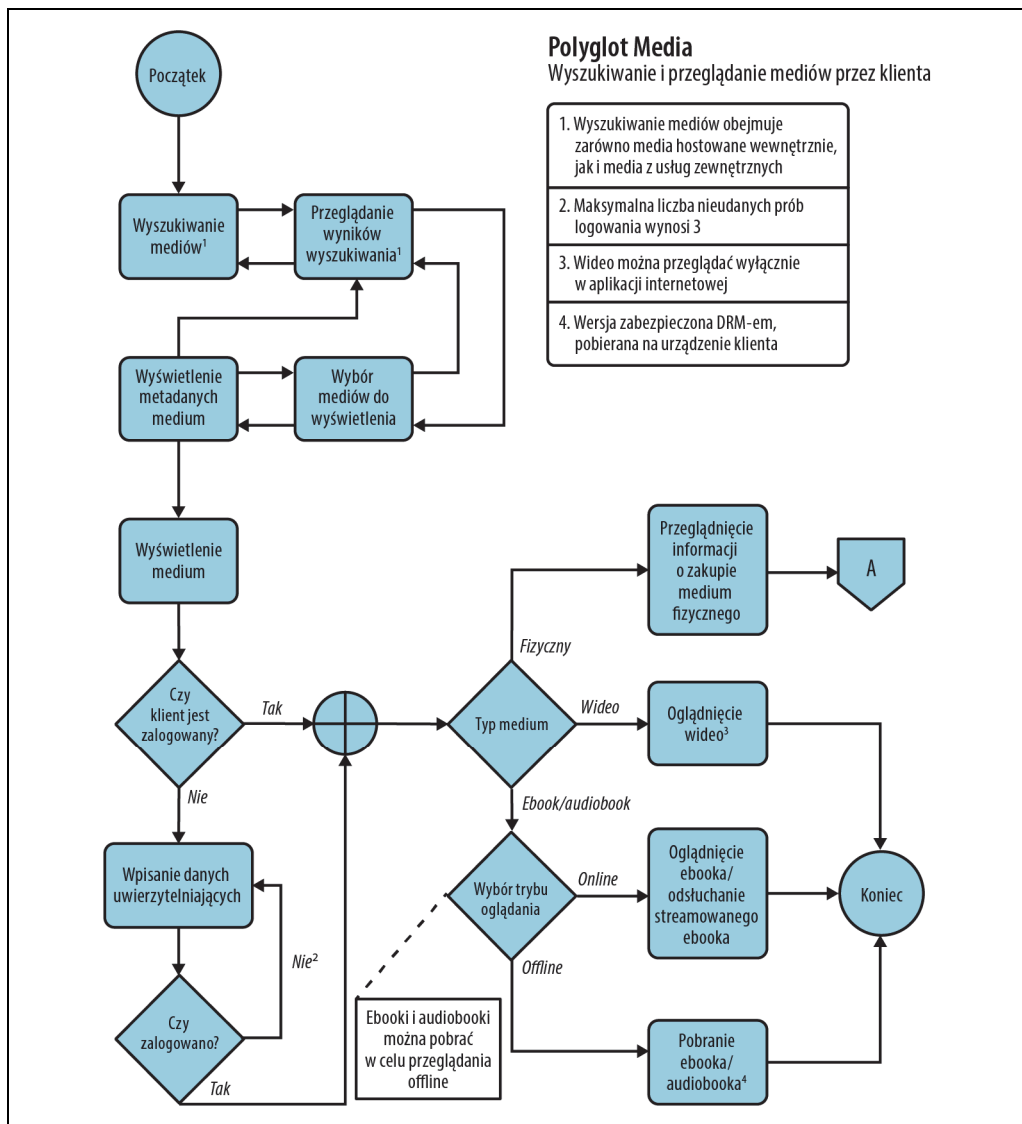 Polyglot Media
Wyszukiwanie i przeglądanie mediów przez klienta
1. Wyszukiwanie mediów obejmuje
zarówno media hostowane wewnętrznie,
jak i media z usług zewnętrznych
2. Maksymalna liczba nieudanych prób
logowania wynosi 3
3. Wideo można przeglądać wyłącznie
w aplikacji internetowej
4. Wersja zabezpieczona DRM-em,
pobierana na urządzenie klienta
Początek
Wyszukiwanie
mediów¹
Przeglądanie
wyników
wyszukiwania¹
Wyświetlenie
metadanych
medium
Wybór
mediów do
wyświetlenia
Wyświetlenie
medium
Czy
klient jest
zalogowany?
Tak
Nie
Wpisanie danych
uwierzytelniających
Nie²
Czy
zalogowano?
Tak
Typ medium
Fizyczny
Przeglądnięcie
informacji
o zakupie
medium
fizycznego
A
Wideo
Oglądnięcie
wideo³
Ebook/audiobook
Wybór trybu
oglądania
Online
Oglądnięcie
ebooka/
odsłuchanie
streamowanego
ebooka
Koniec
Offline
Ebooki i audiobooki
można pobrać
w celu przeglądania
offline
Pobranie
ebooka/
audiobooka⁴